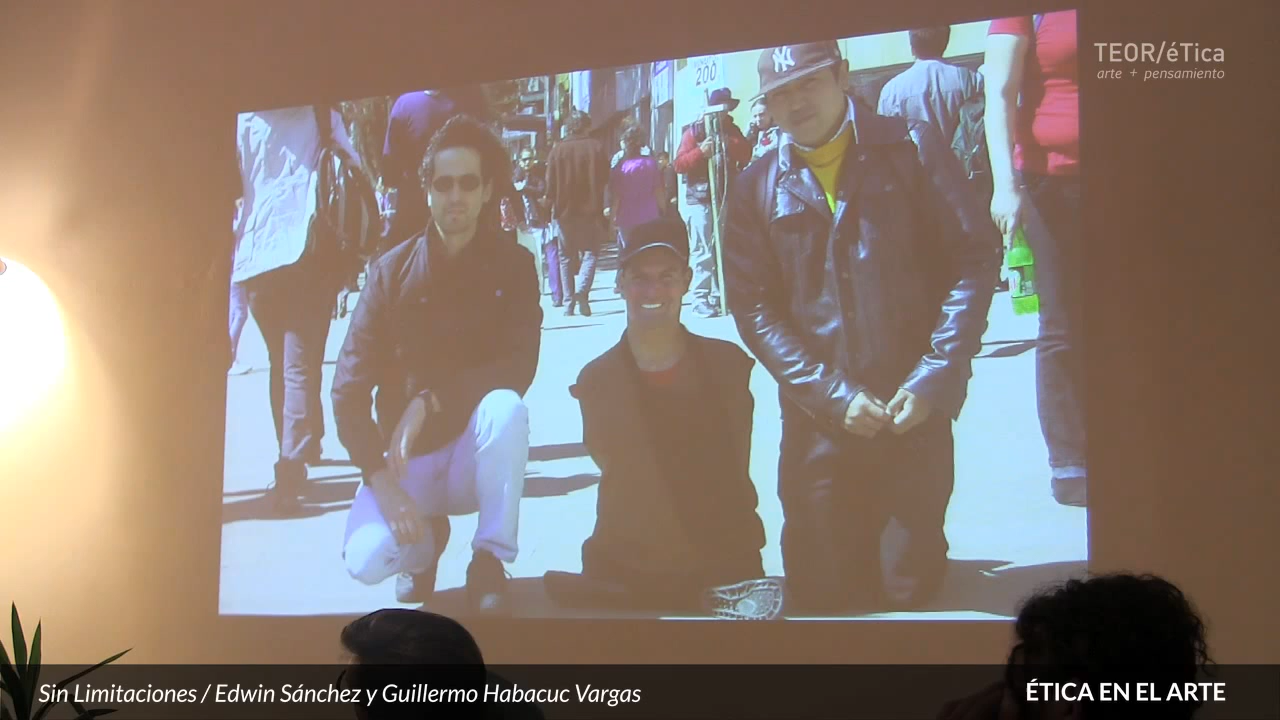 TEOR/éTica
arte + pensamiento
200
NY
Sin Limitaciones / Edwin Sánchez y Guillermo Habacuc Vargas
ÉTICA EN EL ARTE